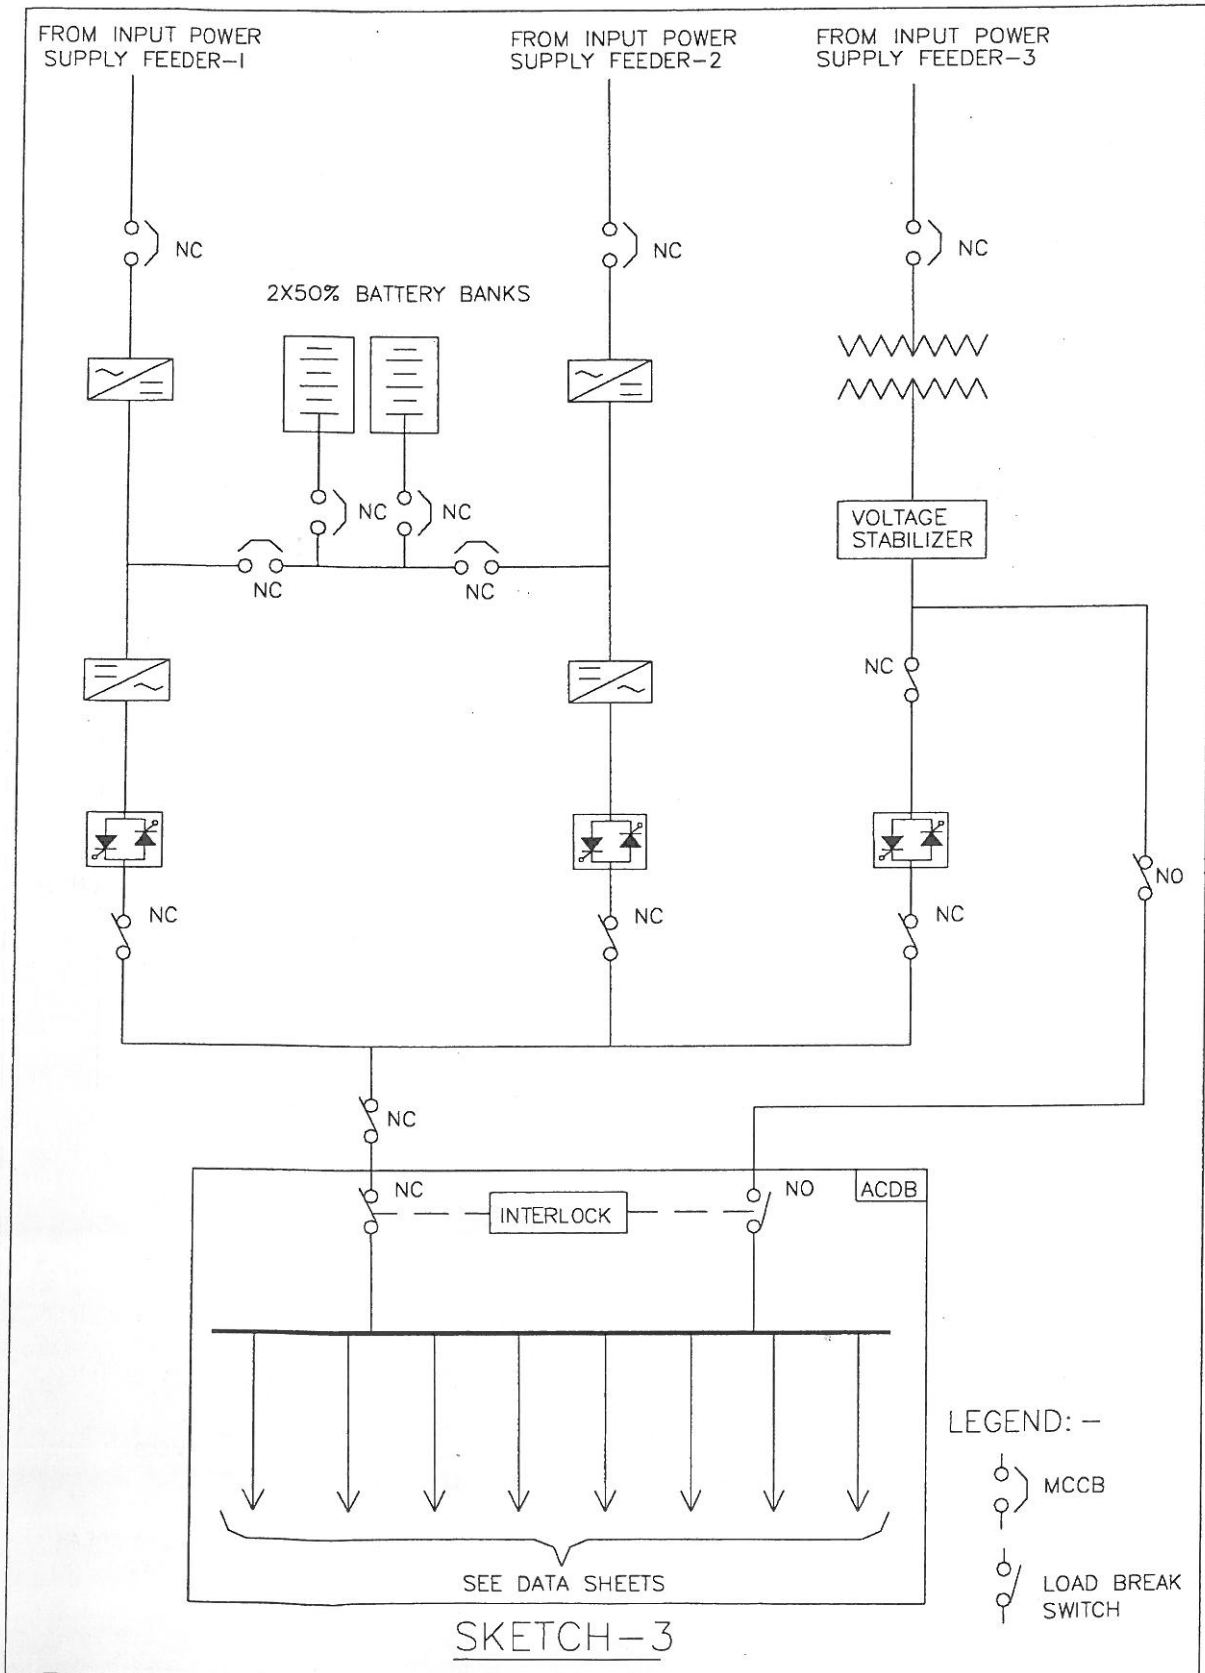 FROM INPUT POWER
SUPPLY FEEDER-1
FROM INPUT POWER
SUPPLY FEEDER-2
FROM INPUT POWER
SUPPLY FEEDER-3
NC
NC
NC
2X50% BATTERY BANKS
NC
NC
VOLTAGE
STABILIZER
NC
NC
NC
NO
NC
NC
NC
NC
NC
NO
ACDB
INTERLOCK
LEGEND: -
MCCB
SEE DATA SHEETS
LOAD BREAK
SWITCH
SKETCH-3